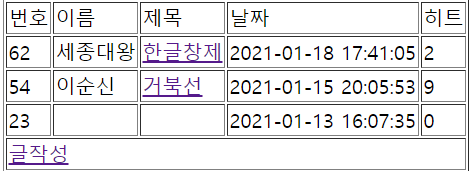 번호 이름 제목 날짜 히트
62 세종대왕 한글창제 2021-01-18 17:41:05 2
54 이순신 거북선 2021-01-15 20:05:53 9
23 2021-01-13 16:07:35 0
글작성